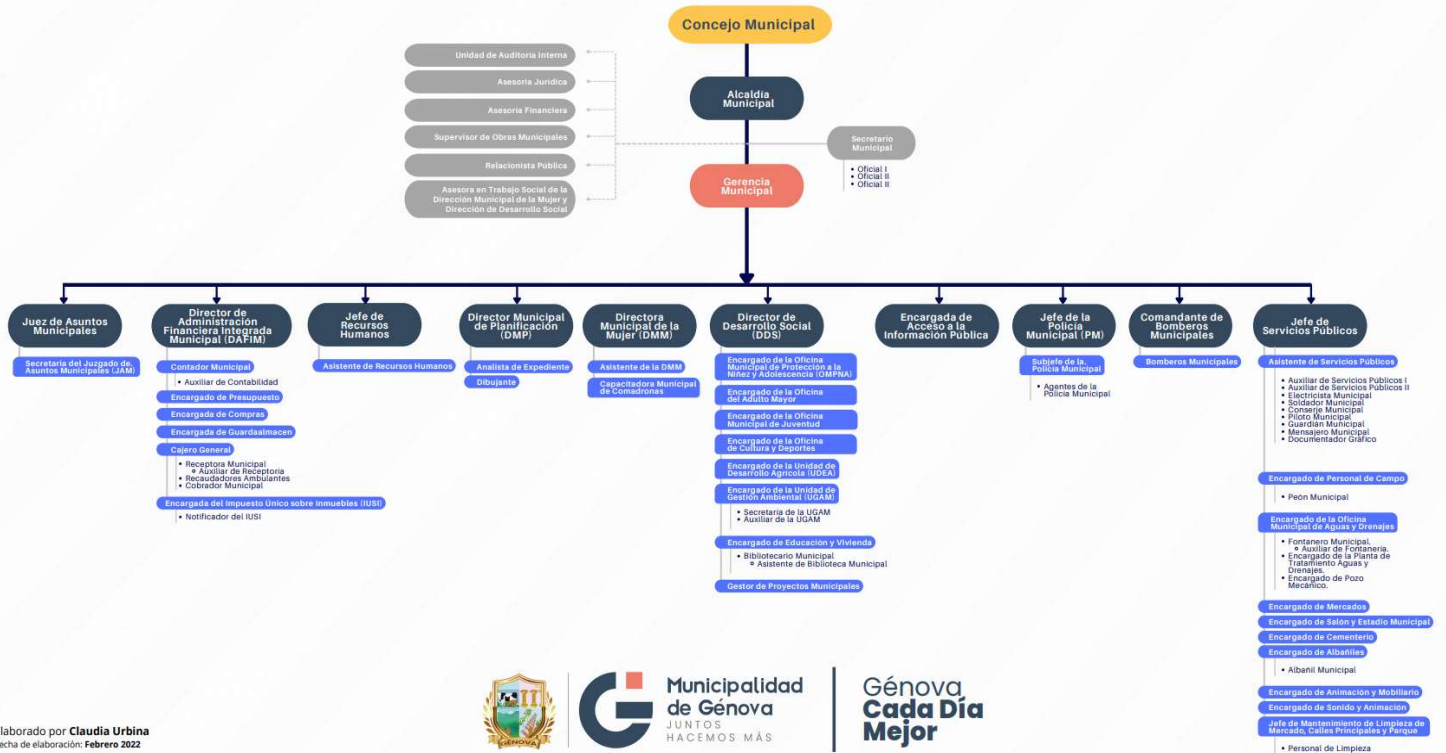 Concejo Municipal
Unidad de Auditoría Interna
Asesoría Jurídica
Asesoría Financiera
Supervisor de Obras Municipales
Relacionista Pública
Asesora en Trabajo Social de la
Dirección Municipal de la Mujer y
Dirección de Desarrollo Social
Alcaldía
Municipal
Secretario
Municipal
• Oficial I
• Oficial II
• Oficial II
Gerencia
Municipal
Juez de Asuntos
Municipales
Secretaria del Juzgado de
Asuntos Municipales (JAM)
Director de
Administración
Financiera Integrada
Municipal (DAFIM)
Contador Municipal
• Auxiliar de Contabilidad
Encargado de Presupuesto
Encargada de Compras
Encargada de Guardaalmacen
Cajero General
• Receptora Municipal
Auxiliar de Receptoría
• Recaudadores Ambulantes
• Cobrador Municipal
Encargada del Impuesto Único sobre Inmuebles (IUSI)
• Notificador del IUSI
Jefe de
Recursos
Humanos
Asistente de Recursos Humanos
Director Municipal
de Planificación
(DMP)
Analista de Expediente
Dibujante
Directora
Municipal de la
Mujer (DMM)
Asistente de la DMM
Capacitadora Municipal
de Comadronas
Director de
Desarrollo Social
(DDS)
Encargado de la Oficina
Municipal de Protección a la
Niñez y Adolescencia (OMPNA)
Encargado de la Oficina
del Adulto Mayor
Encargado de la Oficina
Municipal de Juventud
Encargado de la Oficina
de Cultura y Deportes
Encargado de la Unidad de
Desarrollo Agrícola (UDEA)
Encargado de la Unidad de
Gestión Ambiental (UGAM)
• Secretaria de la UGAM
• Auxiliar de la UGAM
Encargado de Educación y Vivienda
• Bibliotecario Municipal
Asistente de Biblioteca Municipal
Gestor de Proyectos Municipales
Encargada de
Acceso a la
Información Pública
Jefe de la
Policía
Municipal (PM)
Subjefe de la.
Policía Municipal
• Agentes de la
Policía Municipal
Comandante de
Bomberos
Municipales
Bomberos Municipales
Jefe de
Servicios Públicos
Asistente de Servicios Públicos
• Auxiliar de Servicios Públicos I
• Auxiliar de Servicios Públicos II
• Electricista Municipal
• Soldador Municipal
• Conserje Municipal
• Piloto Municipal
• Guardián Municipal
• Mensajero Municipal
• Documentador Gráfico
Encargado de Personal de Campo
• Peón Municipal
Encargado de la Oficina
Municipal de Aguas y Drenajes
• Fontanero Municipal.
Auxiliar de Fontanería.
• Encargado de la Planta de
Tratamiento Aguas y
Drenajes.
• Encargado de Pozo
Mecánico.
Encargado de Mercados
Encargado de Salón y Estadio Municipal
Encargado de Cementerio
Encargado de Albañiles
• Albañil Municipal
Encargado de Animación y Mobiliario
Encargado de Sonido y Animación
Jefe de Mantenimiento de Limpieza de
Mercado, Calles Principales y Parque
• Personal de Limpieza
GÉNOVA
Municipalidad
de Génova
JUNTOS
HACEMOS MÁS
Génova
Cada Día
Mejor
laborado por Claudia Urbina
echa de elaboración: Febrero 2022